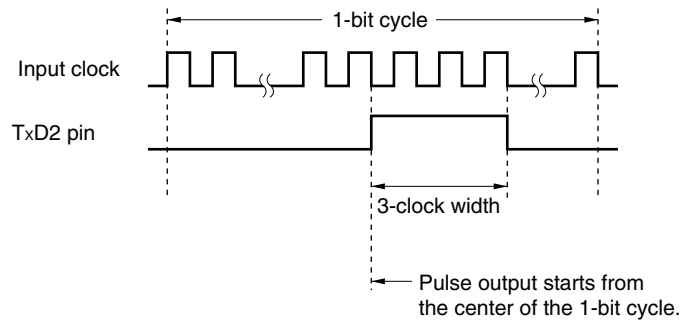 1-bit cycle
Input clock
TxD2 pin
3-clock width
Pulse output starts from
the center of the 1-bit cycle.